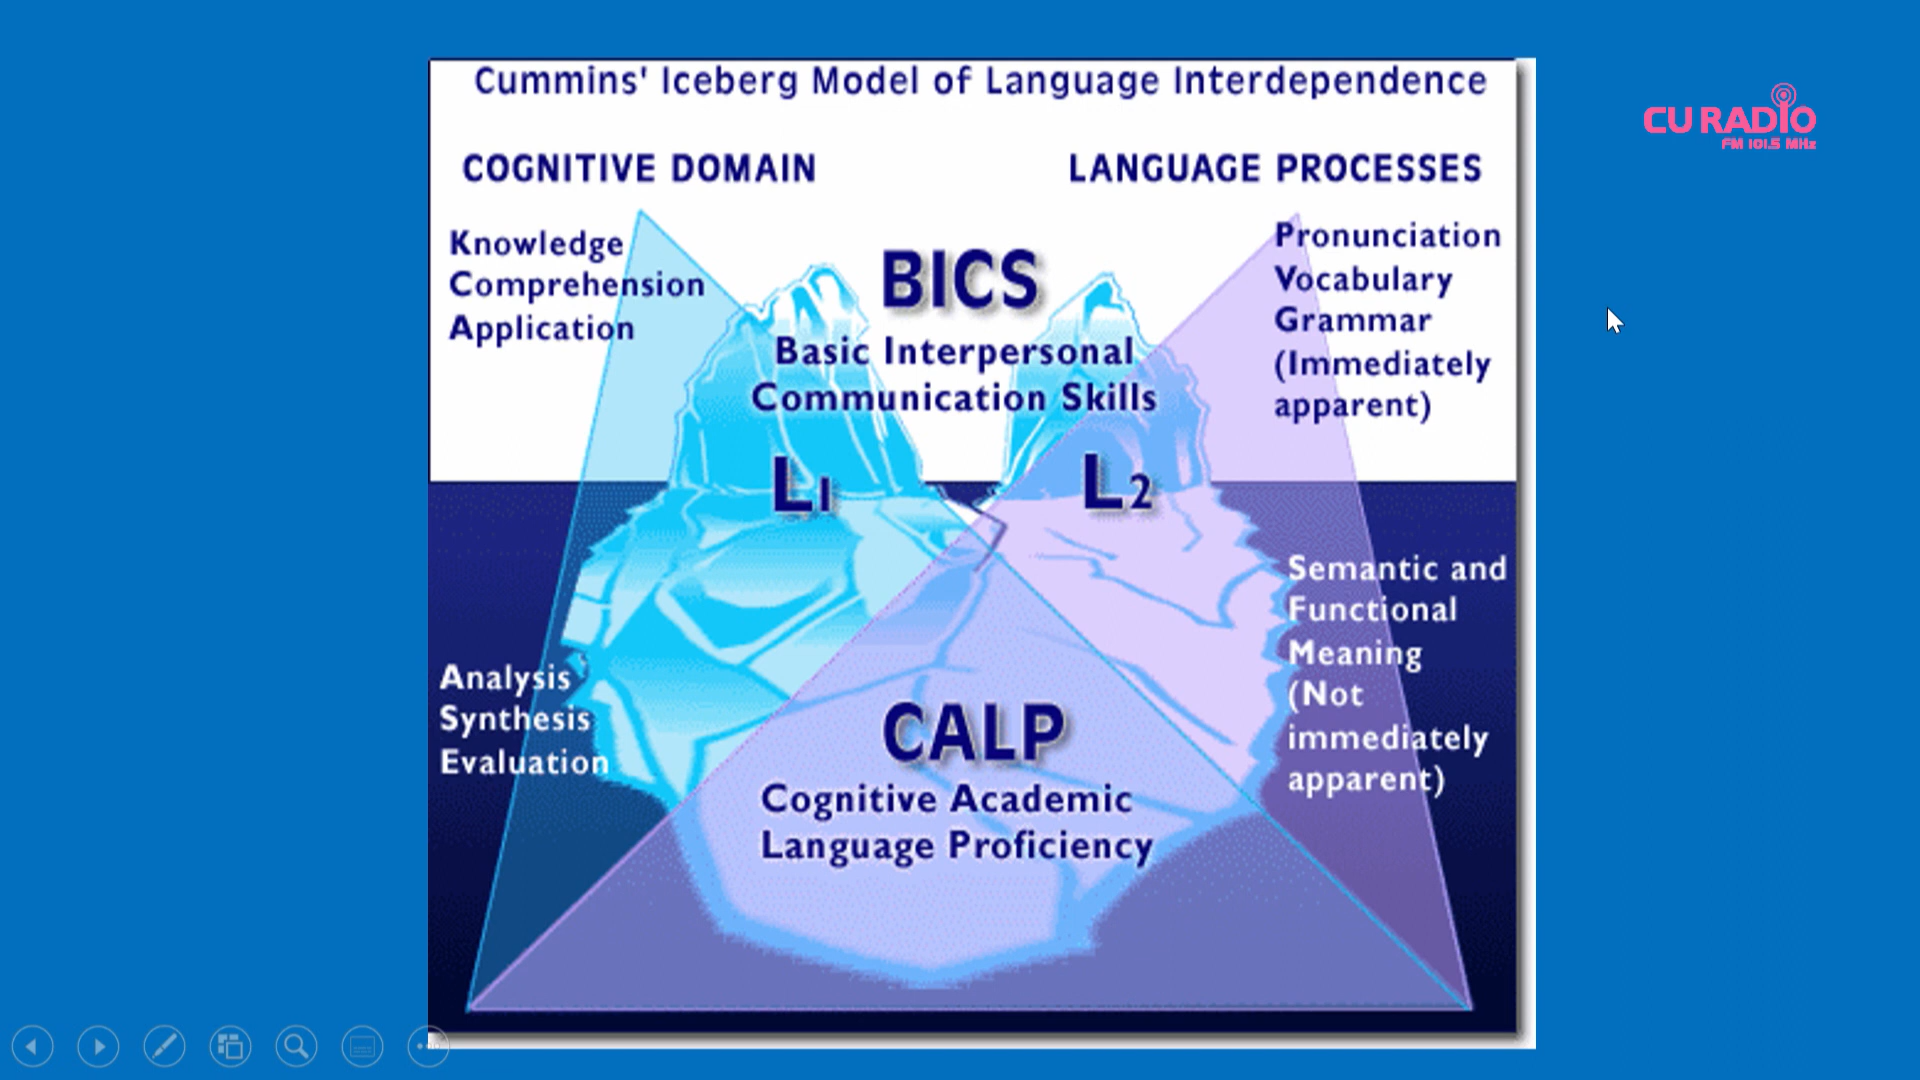 Cummins' Iceberg Model of Language Interdependence
CU RADIO
FM 101.5 MHz
COGNITIVE DOMAIN
LANGUAGE PROCESSES
Knowledge
Comprehension
Application
BICS
Basic Interpersonal
Communication Skills
Pronunciation
Vocabulary
Grammar
(Immediately
apparent)
L1
L2
Analysis
Synthesis
Evaluation
CALP
Cognitive Academic
Language Proficiency
Semantic and
Functional
Meaning
(Not
immediately
apparent)